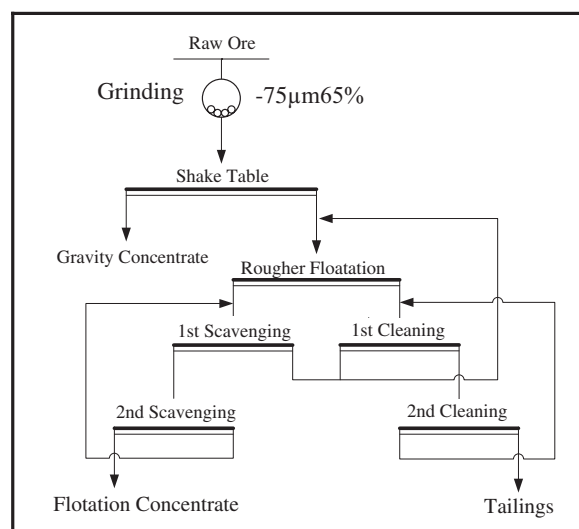 Raw Ore
Grinding
-75μm65%
Shake Table
Gravity Concentrate
Rougher Floatation
1st Scavenging
1st Cleaning
2nd Scavenging
2nd Cleaning
Flotation Concentrate
Tailings